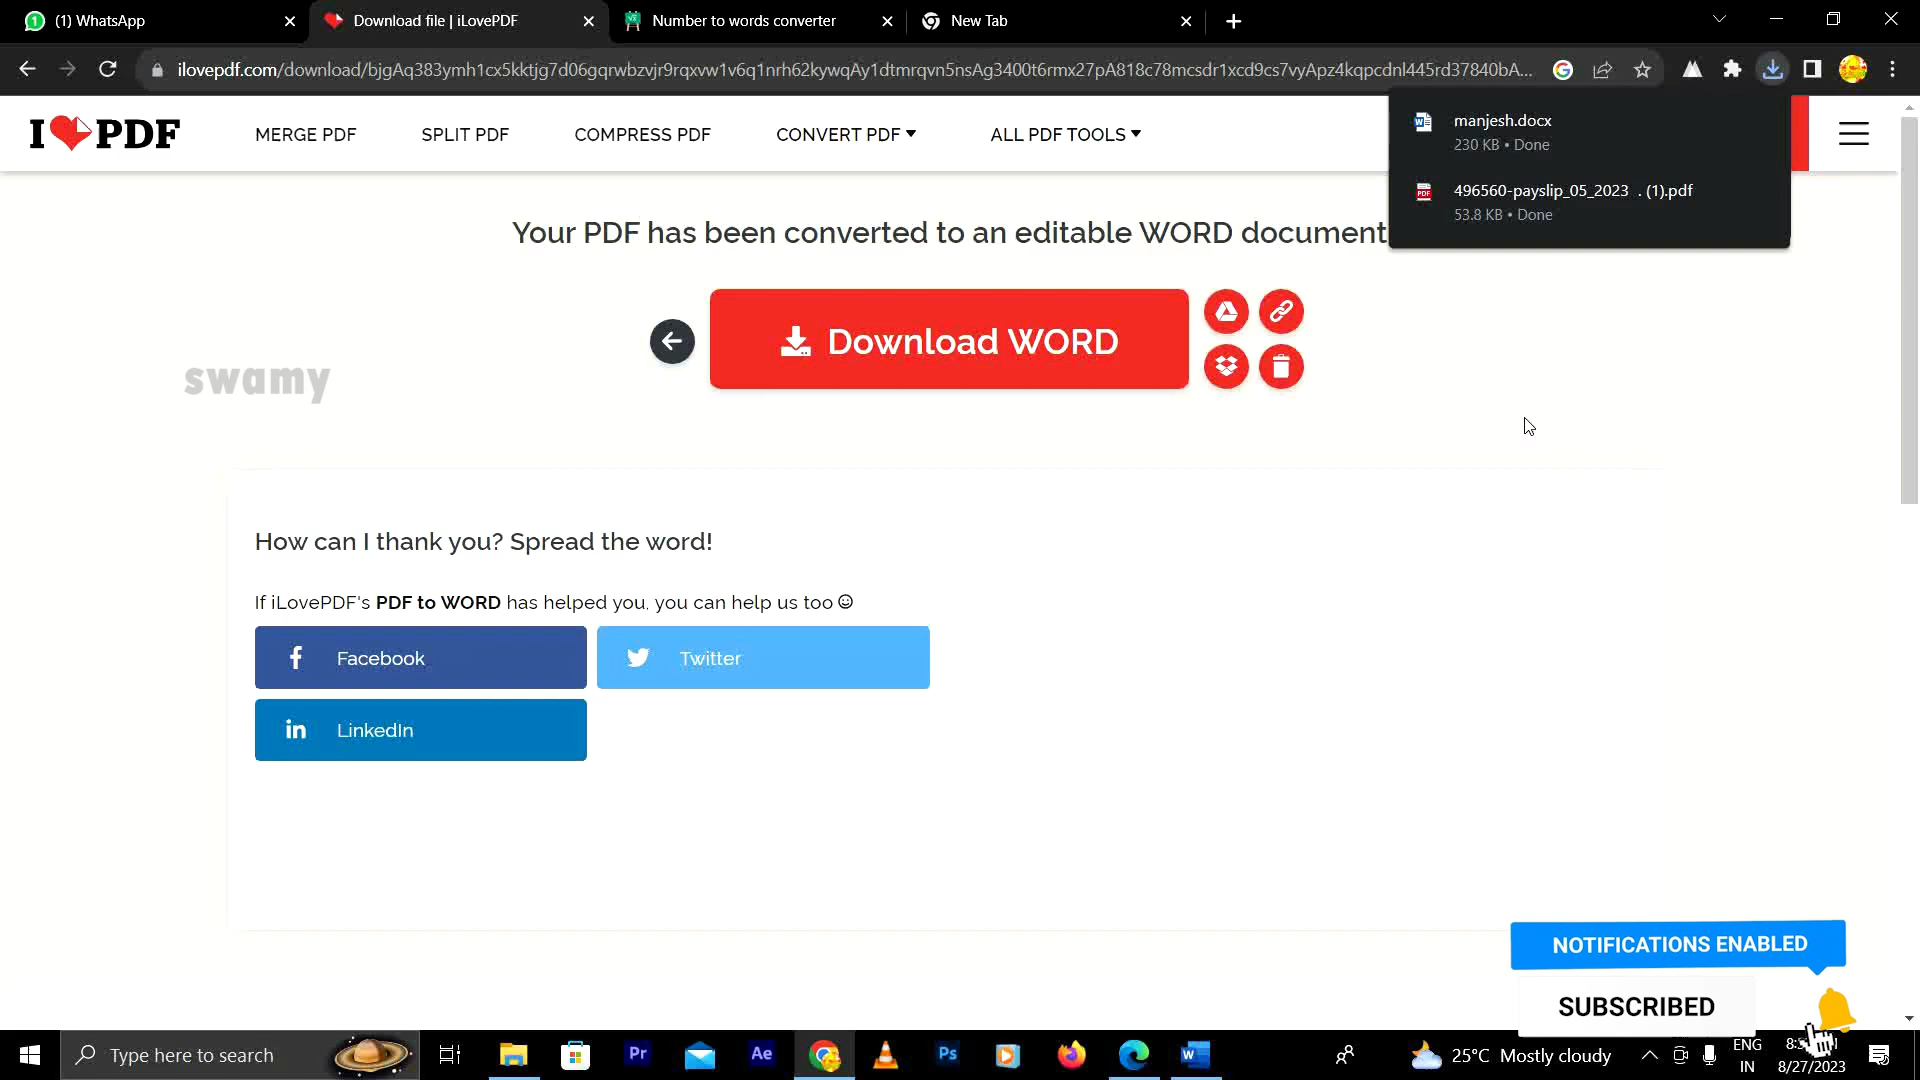 (1) WhatsApp
Download file | iLovePDF
Number to words converter
New Tab
ilovepdf.com/download/bjgAq383ymh1cx5kktjg7d06gqrwbzvjr9rqxvw1v6q1nrh62kywqAy1dtmrqvn5nsAg3400t6rmx27pA818c78mcsdr1xcd9cs7vyApz4kqpcdnl445rd37840bA...
I PDF
MERGE PDF
SPLIT PDF
COMPRESS PDF
CONVERT PDF
ALL PDF TOOLS
manjesh.docx
230 KB • Done
496560-payslip_05_2023 . (1).pdf
53.8 KB • Done
Your PDF has been converted to an editable WORD document
Download WORD
swamy
How can I thank you? Spread the word!
If iLovePDF's PDF to WORD has helped you, you can help us too
Facebook
Twitter
LinkedIn
NOTIFICATIONS ENABLED
SUBSCRIBED
Type here to search
Pr
Ae
Ps
25°C Mostly cloudy
ENG
IN
8/27/2023